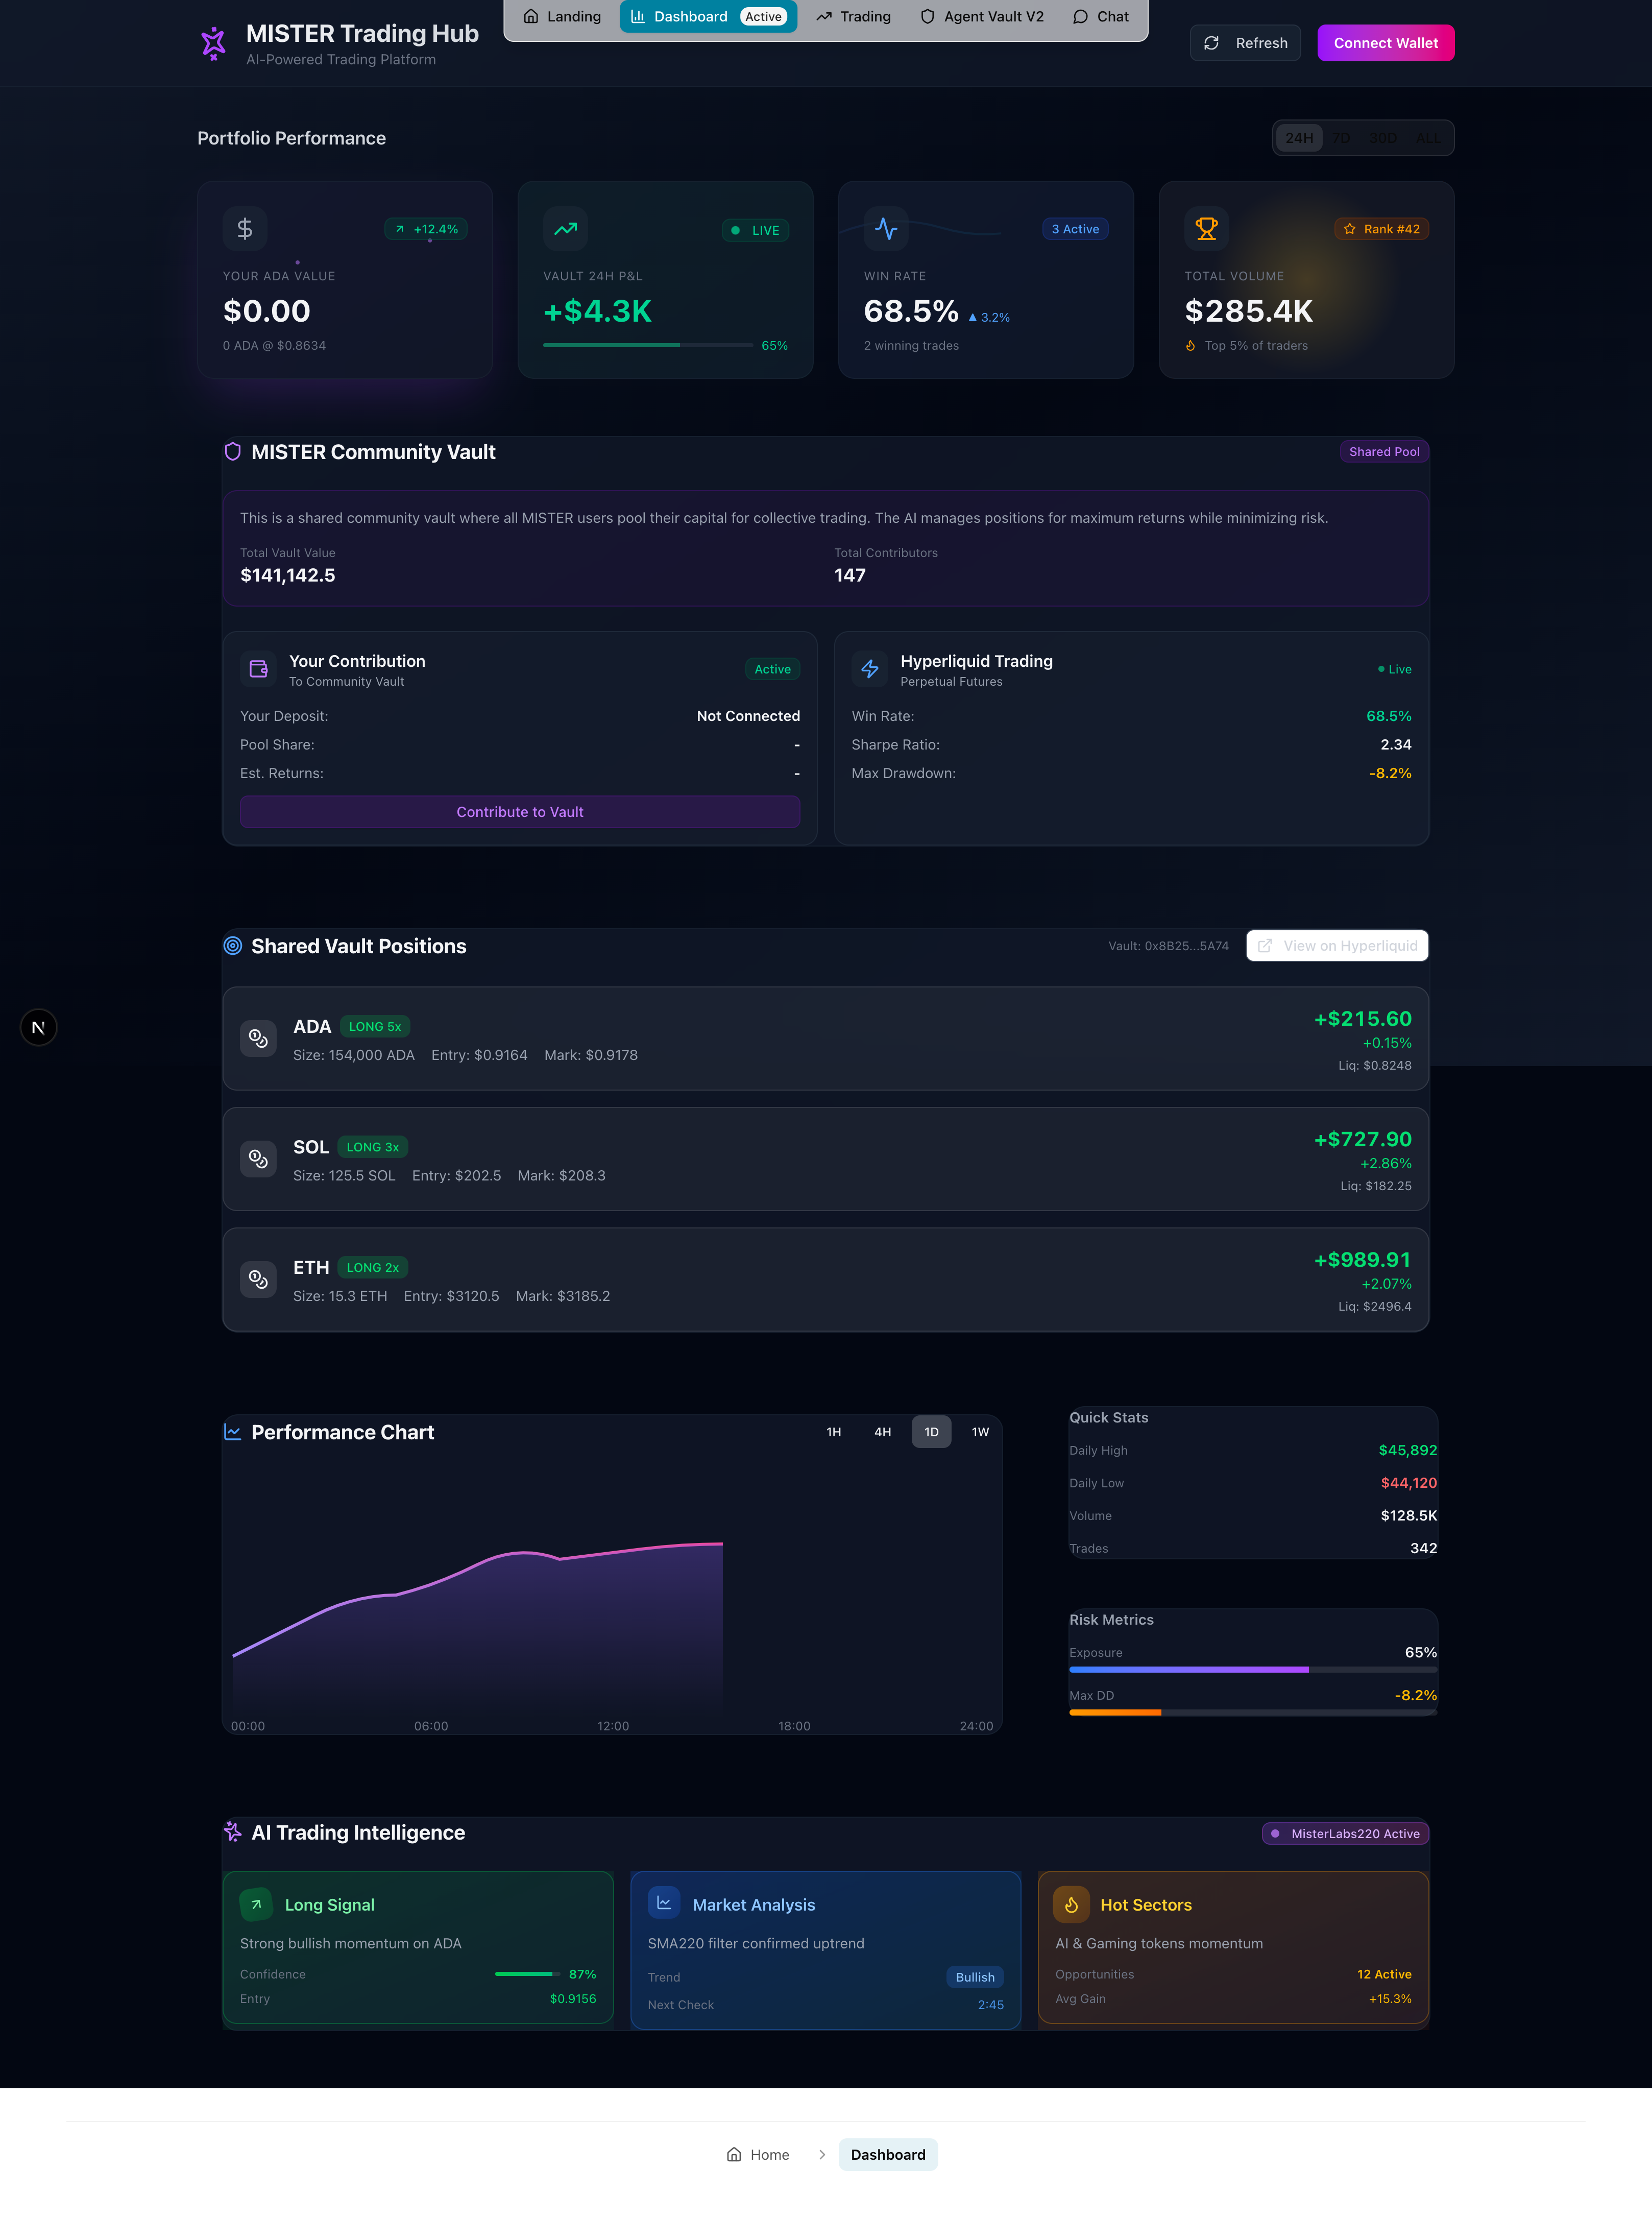 Landing
Dashboard Active
Trading
Agent Vault V2
Chat
MISTER Trading Hub
AI-Powered Trading Platform
Refresh
Connect Wallet
Portfolio Performance
24H 7D 30D ALL
+12.4%
YOUR ADA VALUE
$0.00
0 ADA @ $0.8634
LIVE
VAULT 24H P&L
+$4.3K
65%
3 Active
WIN RATE
68.5% ▲ 3.2%
2 winning trades
Rank #42
TOTAL VOLUME
$285.4K
Top 5% of traders
MISTER Community Vault
Shared Pool
This is a shared community vault where all MISTER users pool their capital for collective trading. The AI manages positions for maximum returns while minimizing risk.
Total Vault Value
$141,142.5
Total Contributors
147
Your Contribution
To Community Vault
Active
Your Deposit: Not Connected
Pool Share: -
Est. Returns: -
Contribute to Vault
Hyperliquid Trading
Perpetual Futures
Live
Win Rate: 68.5%
Sharpe Ratio: 2.34
Max Drawdown: -8.2%
Shared Vault Positions
Vault: 0x8B25...5A74
View on Hyperliquid
ADA LONG 5x
Size: 154,000 ADA Entry: $0.9164 Mark: $0.9178
+$215.60
+0.15%
Liq: $0.8248
SOL LONG 3x
Size: 125.5 SOL Entry: $202.5 Mark: $208.3
+$727.90
+2.86%
Liq: $182.25
ETH LONG 2x
Size: 15.3 ETH Entry: $3120.5 Mark: $3185.2
+$989.91
+2.07%
Liq: $2496.4
N
Performance Chart
1H 4H 1D 1W
00:00 06:00 12:00 18:00 24:00
Quick Stats
Daily High $45,892
Daily Low $44,120
Volume $128.5K
Trades 342
Risk Metrics
Exposure 65%
Max DD -8.2%
AI Trading Intelligence
MisterLabs220 Active
Long Signal
Strong bullish momentum on ADA
Confidence 87%
Entry $0.9156
Market Analysis
SMA220 filter confirmed uptrend
Trend Bullish
Next Check 2:45
Hot Sectors
AI & Gaming tokens momentum
Opportunities 12 Active
Avg Gain +15.3%
Home > Dashboard